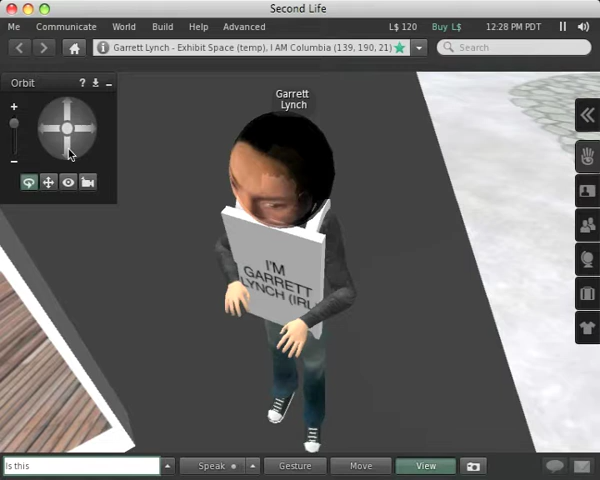 Second Life
Me Communicate World Build Help Advanced L$ 120 Buy L$ 12:28 PM PDT
Garrett Lynch - Exhibit Space (temp), I AM Columbia (139, 190, 21) Search
Orbit ? 
Garrett
Lynch
I'M
GARRETT
LYNCH (IRL)
Is this Speak Gesture Move View